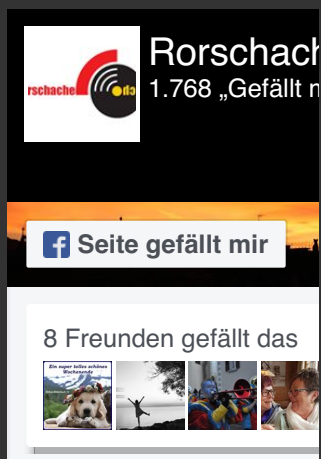 Rorschach
1.768 „Gefällt m
rschache
Seite gefällt mir
8 Freunden gefällt das
Ein super tolles schönes
Wochenende